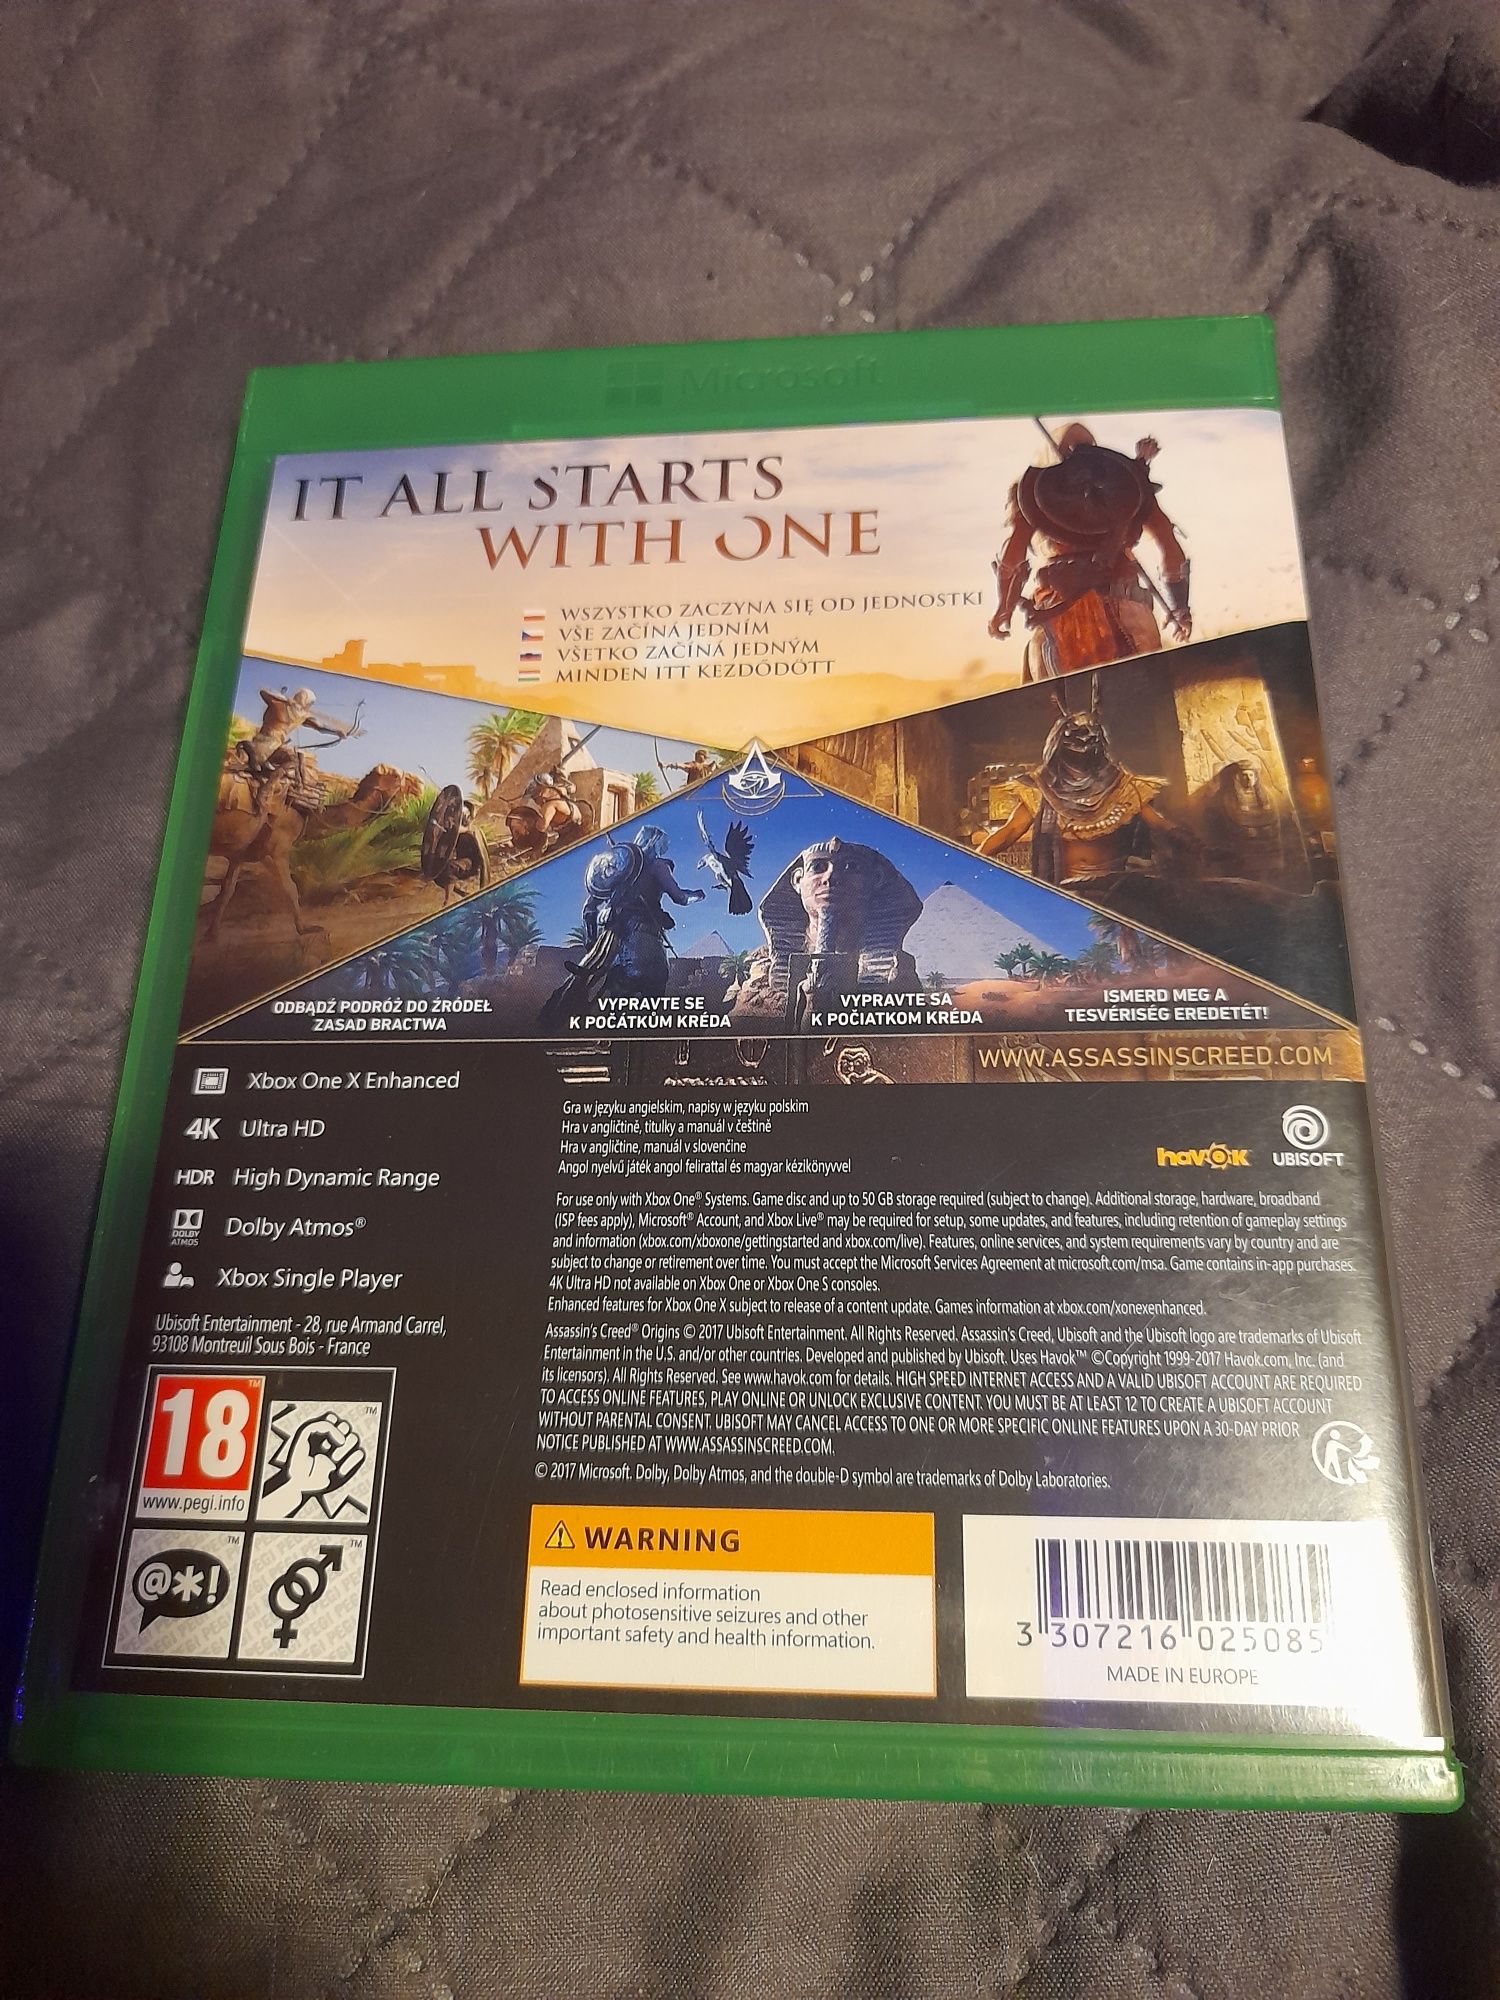 Microsoft
IT ALL STARTS
WITH ONE
WSZYSTKO ZACZYNA SIĘ OD JEDNOSTKI
VŠE ZAČÍNÁ JEDNÍM
VŠETKO ZAČÍNÁ JEDNÝM
MINDEN ITT KEZDŐDÖTT
ODBĄDŹ PODRÓŻ DO ŹRÓDEŁ
ZASAD BRACTWA
VYPRAVTE SE
K POČÁTKŮM KRÉDA
VYPRAVTE SA
K POČIATKOM KRÉDA
ISMERD MEG A
TESVÉRISÉG EREDETÉT!
WWW.ASSASSINSCREED.COM
Xbox One X Enhanced
4K Ultra HD
HDR High Dynamic Range
DOLBY
ATMOS
Dolby Atmos®
Xbox Single Player
Ubisoft Entertainment - 28, rue Armand Carrel,
93108 Montreuil Sous Bois - France
Gra w języku angielskim, napisy w języku polskim
Hra v angličtině, titulky a manuál v češtině
Hra v angličtine, manuál v slovenčine
Angol nyelvű játék angol felirattal és magyar kézikönyvvel
havok
UBISOFT
For use only with Xbox One® Systems. Game disc and up to 50 GB storage required (subject to change). Additional storage, hardware, broadband
(ISP fees apply), Microsoft® Account, and Xbox Live® may be required for setup, some updates, and features, including retention of gameplay settings
and information (xbox.com/xboxone/gettingstarted and xbox.com/live). Features, online services, and system requirements vary by country and are
subject to change or retirement over time. You must accept the Microsoft Services Agreement at microsoft.com/msa. Game contains in-app purchases.
4K Ultra HD not available on Xbox One or Xbox One S consoles.
Enhanced features for Xbox One X subject to release of a content update. Games information at xbox.com/xonexenhanced.
Assassin's Creed® Origins © 2017 Ubisoft Entertainment. All Rights Reserved. Assassin's Creed, Ubisoft and the Ubisoft logo are trademarks of Ubisoft
Entertainment in the U.S. and/or other countries. Developed and published by Ubisoft. Uses Havok™ ©Copyright 1999-2017 Havok.com, Inc. (and
its licensors). All Rights Reserved. See www.havok.com for details. HIGH SPEED INTERNET ACCESS AND A VALID UBISOFT ACCOUNT ARE REQUIRED
TO ACCESS ONLINE FEATURES, PLAY ONLINE OR UNLOCK EXCLUSIVE CONTENT. YOU MUST BE AT LEAST 12 TO CREATE A UBISOFT ACCOUNT
WITHOUT PARENTAL CONSENT. UBISOFT MAY CANCEL ACCESS TO ONE OR MORE SPECIFIC ONLINE FEATURES UPON A 30-DAY PRIOR
NOTICE PUBLISHED AT WWW.ASSASSINSCREED.COM.
© 2017 Microsoft. Dolby, Dolby Atmos, and the double-D symbol are trademarks of Dolby Laboratories.
18™
www.pegi.info
™
@*!™
™
WARNING
Read enclosed information
about photosensitive seizures and other
important safety and health information.
3 307216 025085
MADE IN EUROPE